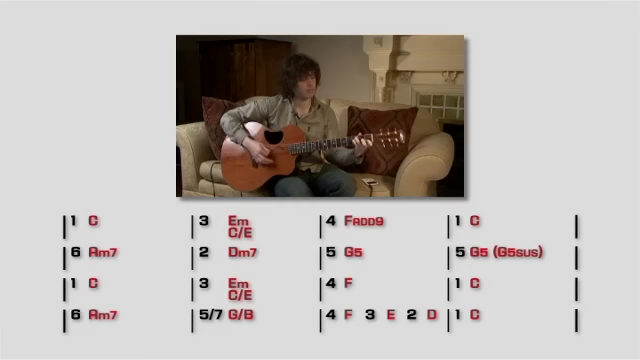 1 C 3 Em 4 Fadd9 1 C
C/E
6 Am7 2 Dm7 5 G5 5 G5 (G5sus)
1 C 3 Em 4 F 1 C
C/E
6 Am7 5/7 G/B 4 F 3 E 2 D 1 C